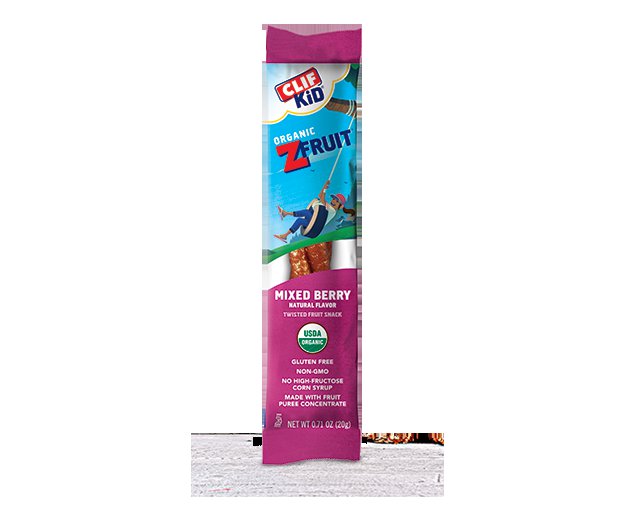 CLIF
KiD
ORGANIC
ZFRUIT
MIXED BERRY
NATURAL FLAVOR
TWISTED FRUIT SNACK
USDA
ORGANIC
GLUTEN FREE
NON-GMO
NO HIGH-FRUCTOSE
CORN SYRUP
MADE WITH FRUIT
PUREE CONCENTRATE
NET WT 0.71 OZ (20g)